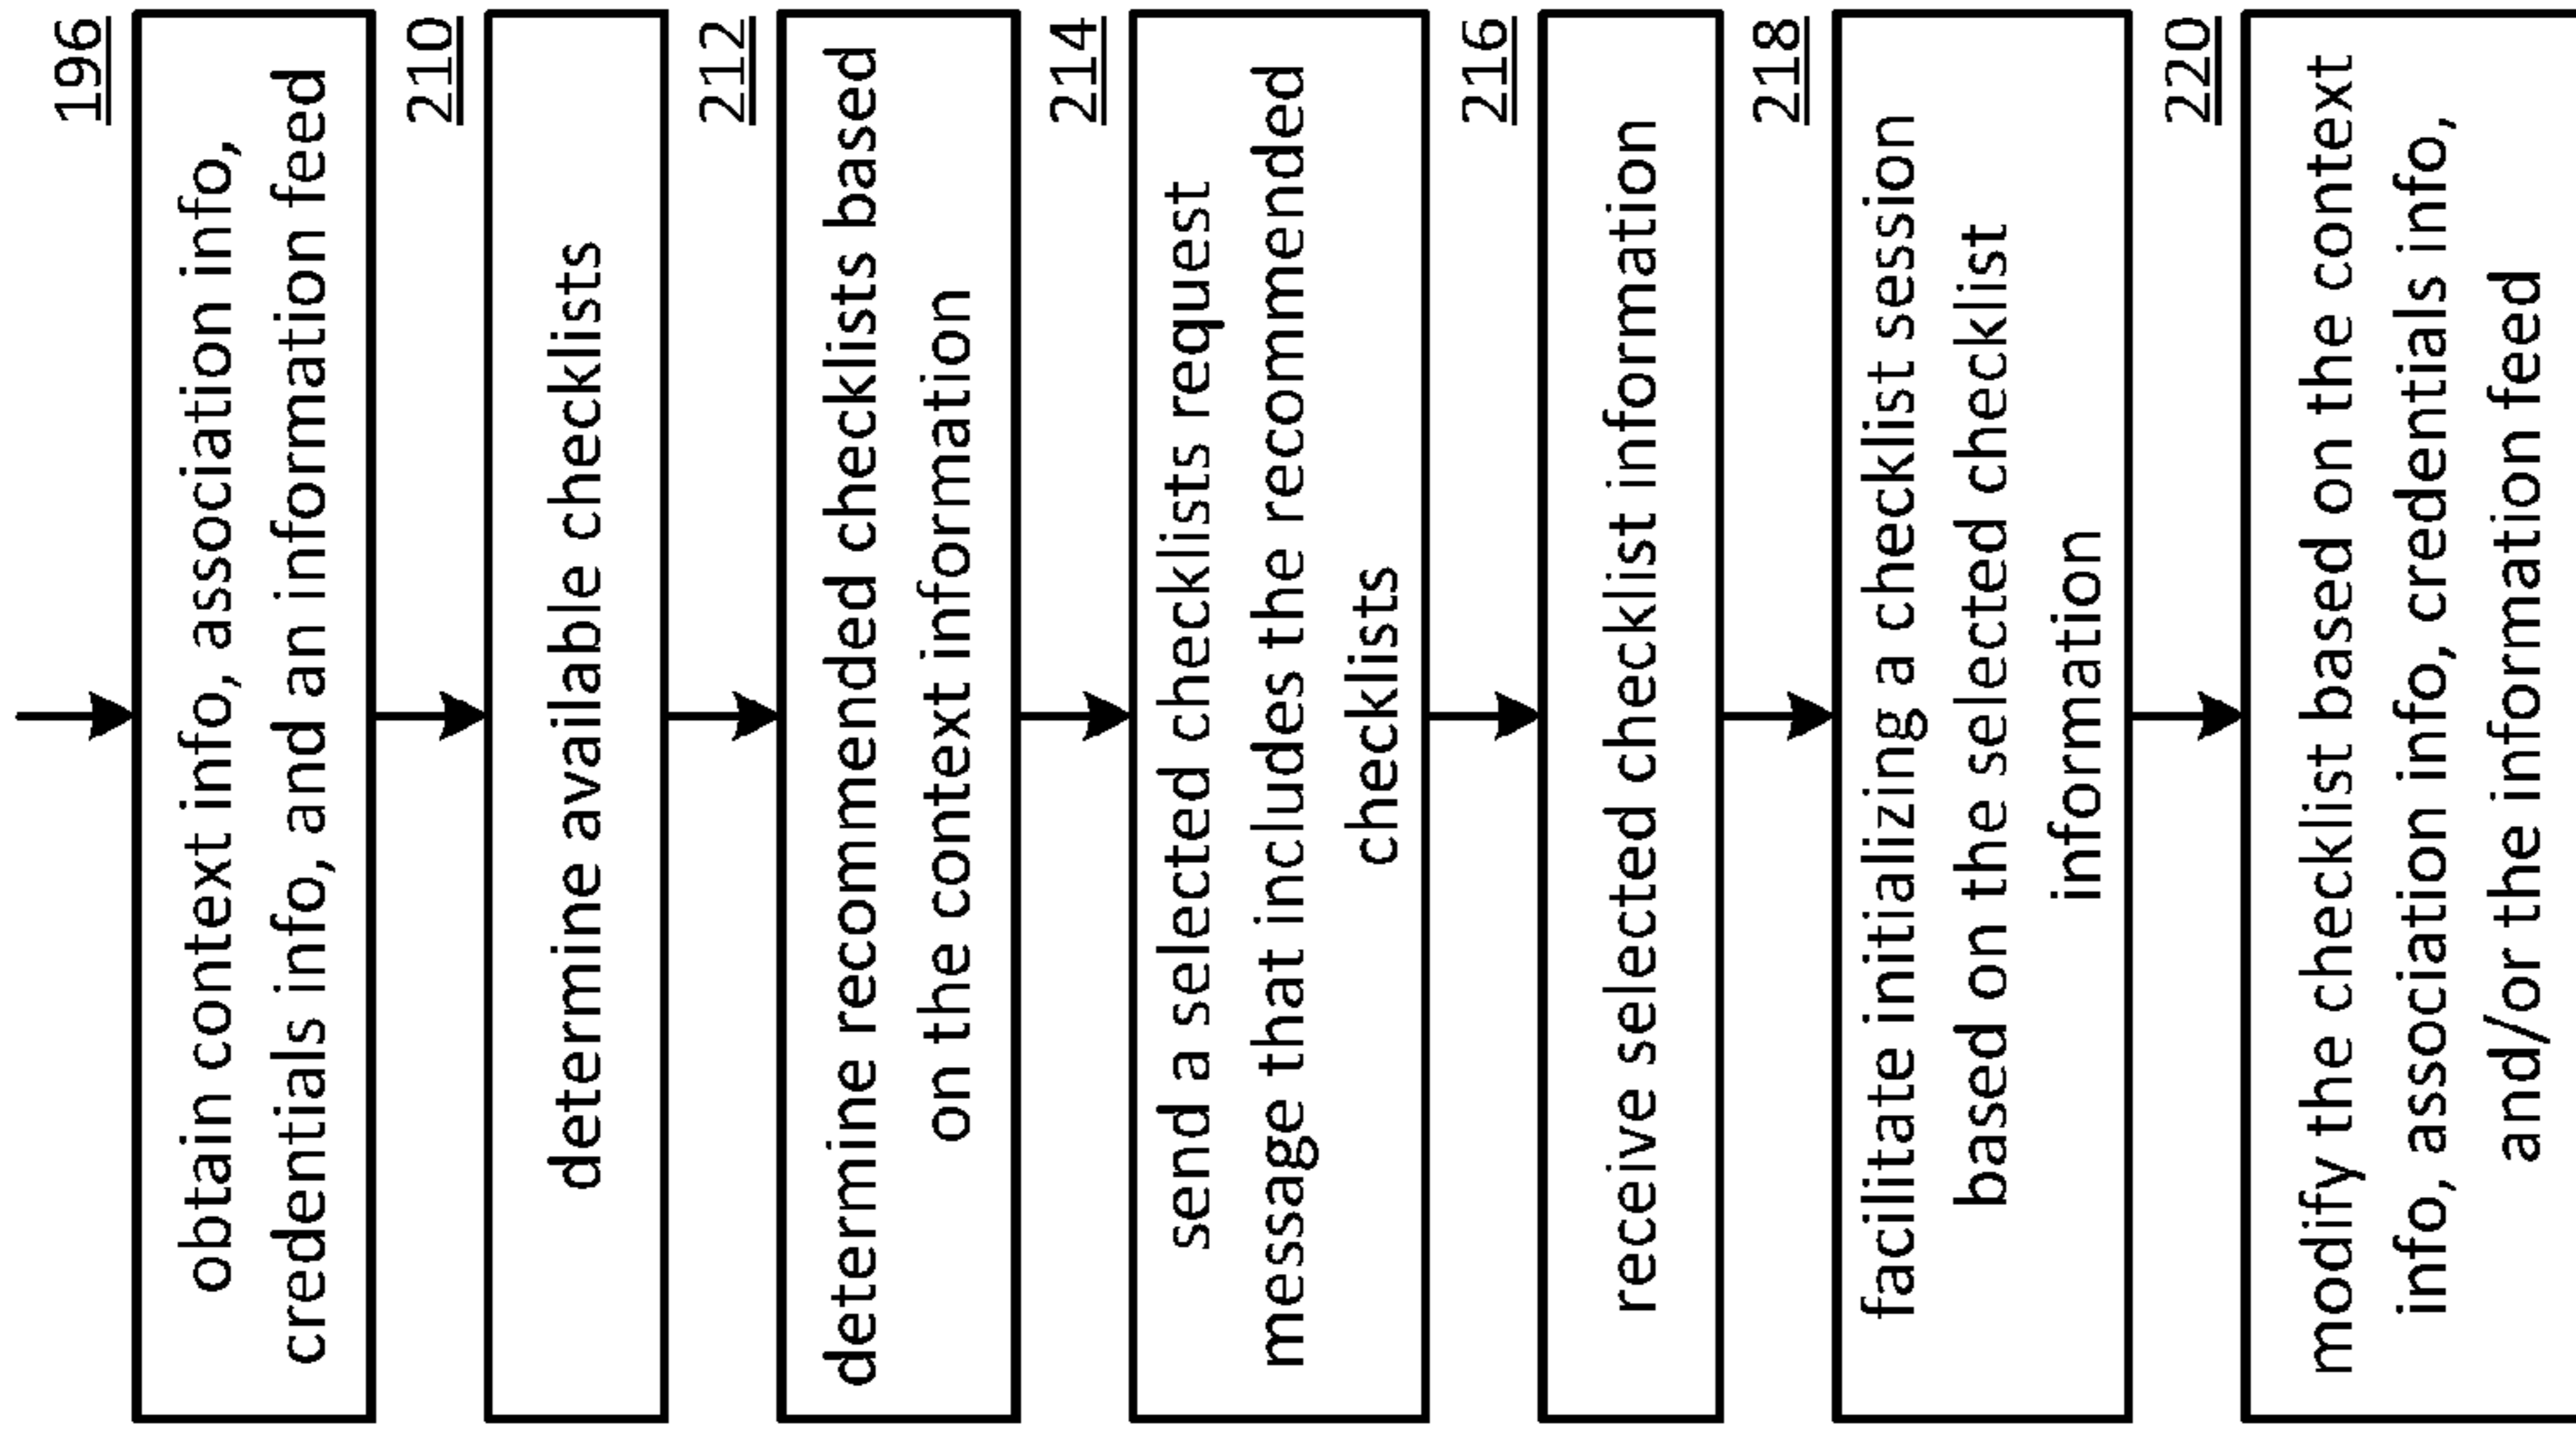 196
obtain context info, association info,
credentials info, and an information feed
210
determine available checklists
212
determine recommended checklists based
on the context information
214
send a selected checklists request
message that includes the recommended
checklists
216
receive selected checklist information
218
facilitate initializing a checklist session
based on the selected checklist
information
220
modify the checklist based on the context
info, association info, credentials info,
and/or the information feed